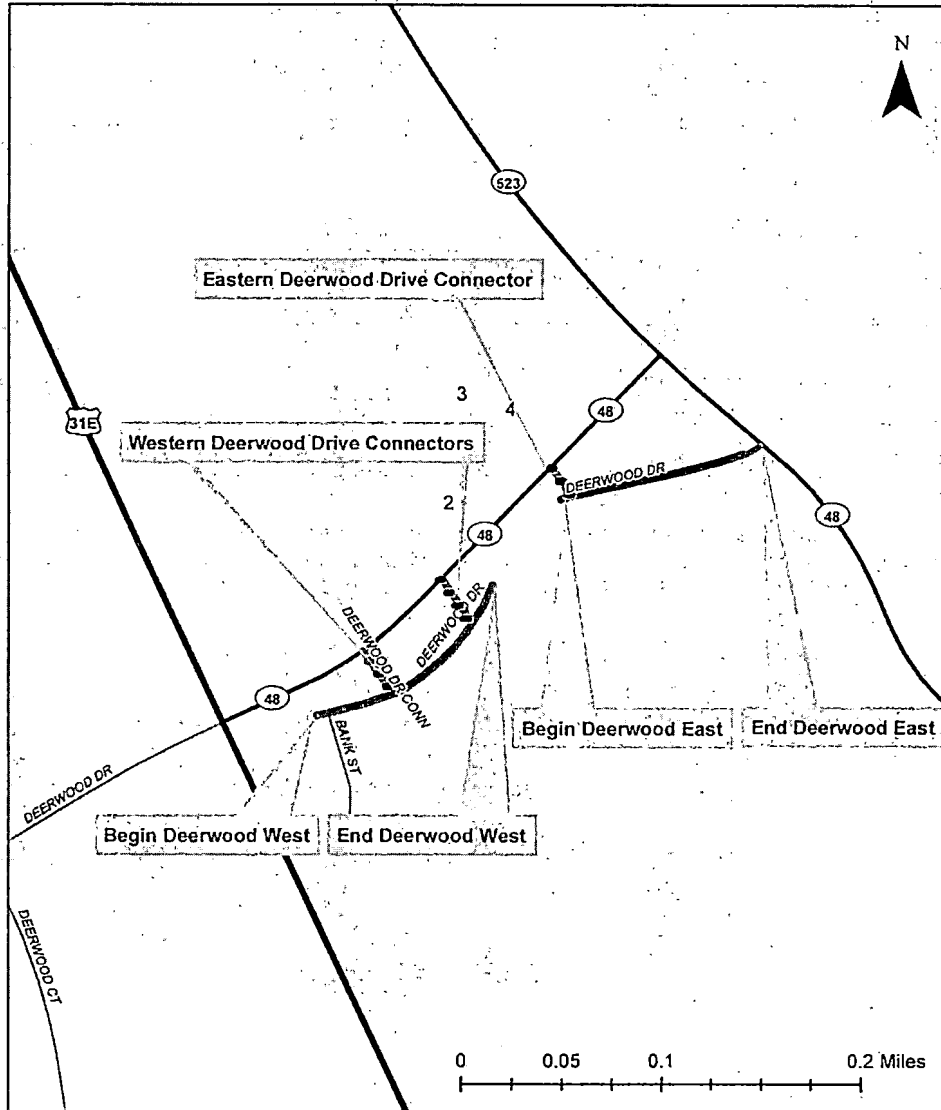 N
523
Eastern Deerwood Drive Connector
3
4
48
31E
Western Deerwood Drive Connectors
DEERWOOD DR
2
48
48
DEERWOOD DR
DEERWOOD DR CONN
48
Begin Deerwood East
End Deerwood East
BANK ST
DEERWOOD DR
Begin Deerwood West
End Deerwood West
DEERWOOD CT
0
0.05
0.1
0.2 Miles